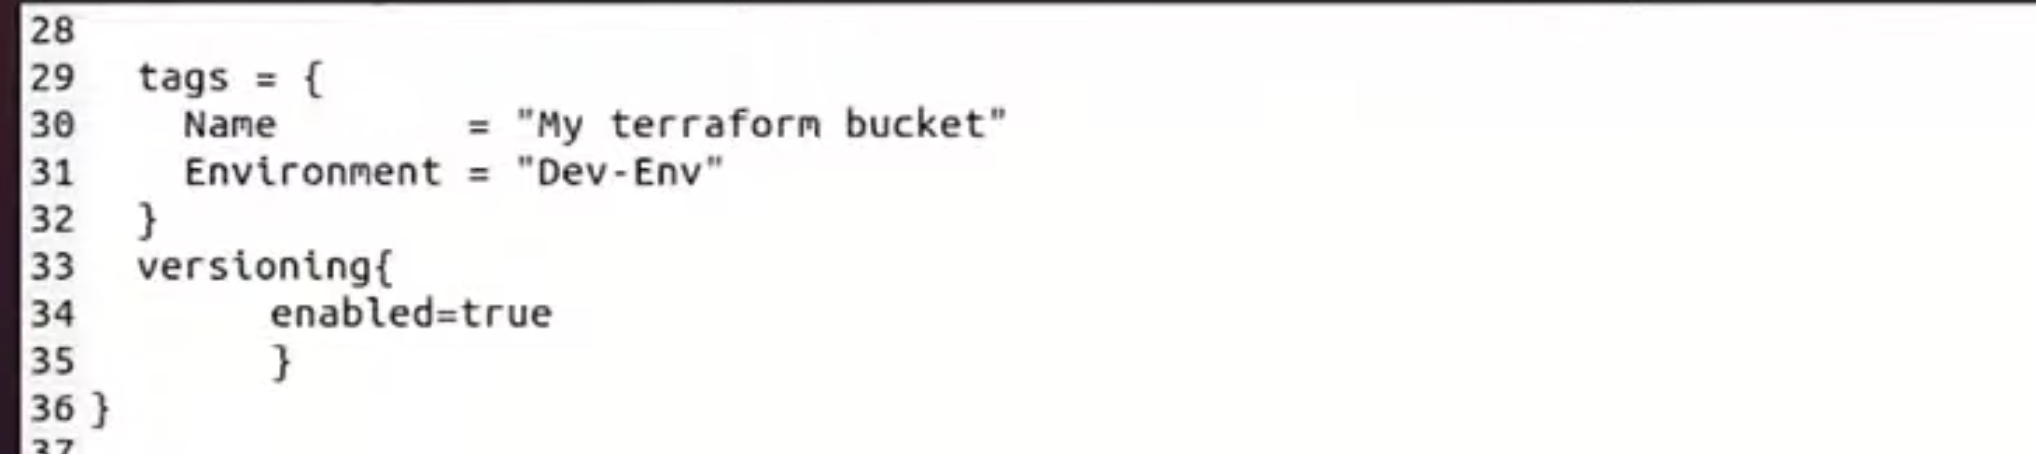 28
29   tags = {
30     Name        = "My terraform bucket"
31     Environment = "Dev-Env"
32   }
33   versioning{
34         enabled=true
35         }
36 }
37